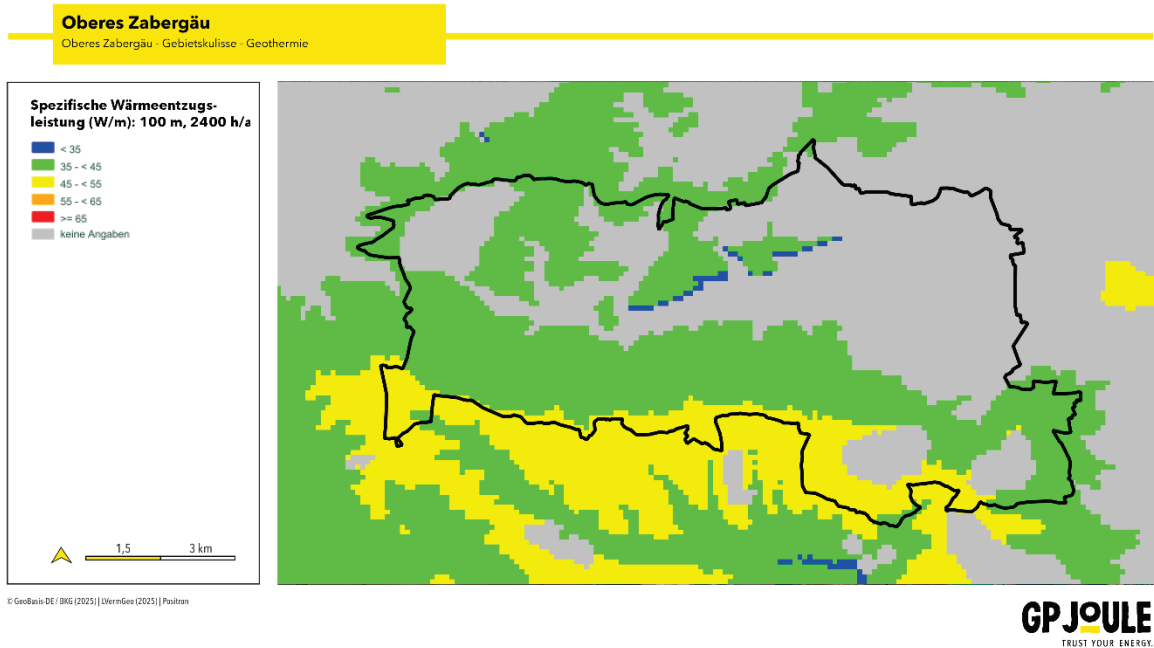 Oberes Zabergäu
Oberes Zabergäu - Gebietskulisse - Geothermie
Spezifische Wärmeentzugs-
leistung (W/m): 100 m, 2400 h/a
< 35
35 - < 45
45 - < 55
55 - < 65
>= 65
keine Angaben
1,5 3 km
© GeoBasis-DE / BKG (2025) | LVermGeo (2025) | Positron
GP JOULE
TRUST YOUR ENERGY.